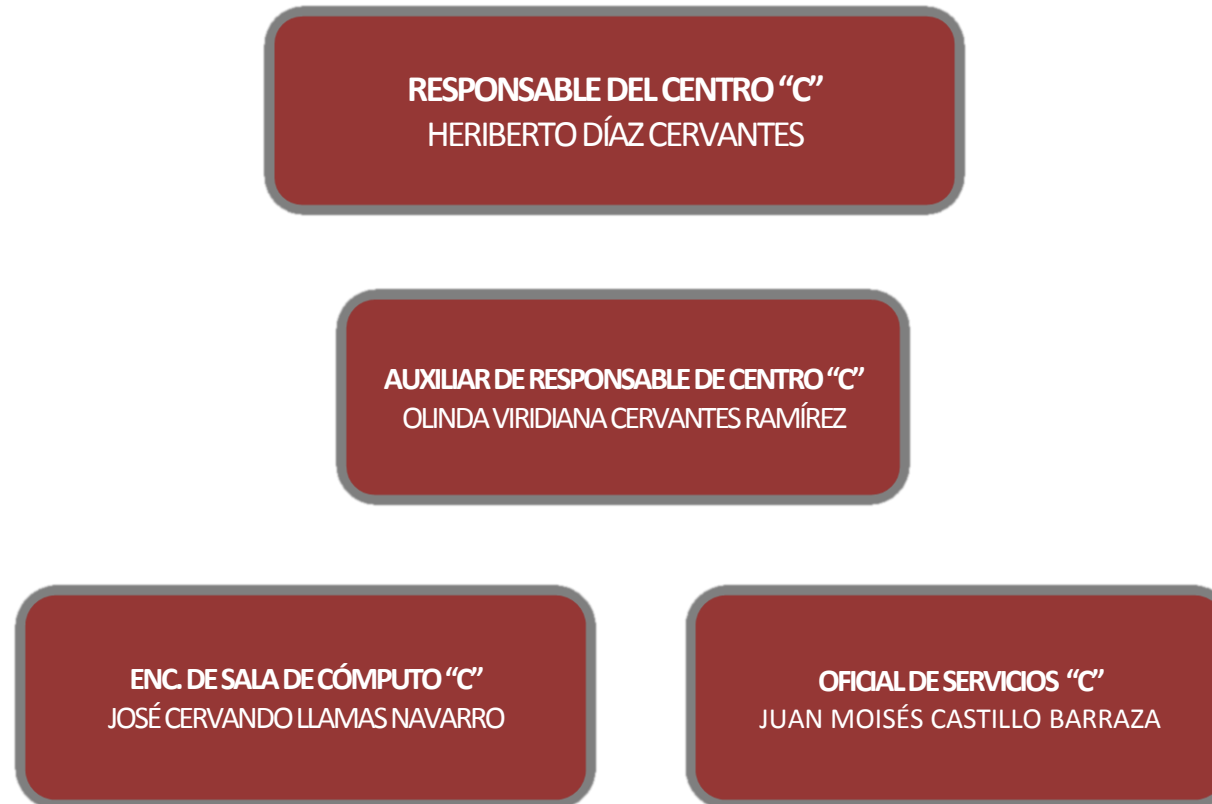 RESPONSABLE DEL CENTRO “C”
HERIBERTO DÍAZ CERVANTES
AUXILIAR DE RESPONSABLE DE CENTRO “C”
OLINDA VIRIDIANA CERVANTES RAMÍREZ
ENC. DE SALA DE CÓMPUTO “C”
JOSÉ CERVANDO LLAMAS NAVARRO
OFICIAL DE SERVICIOS “C”
JUAN MOISÉS CASTILLO BARRAZA